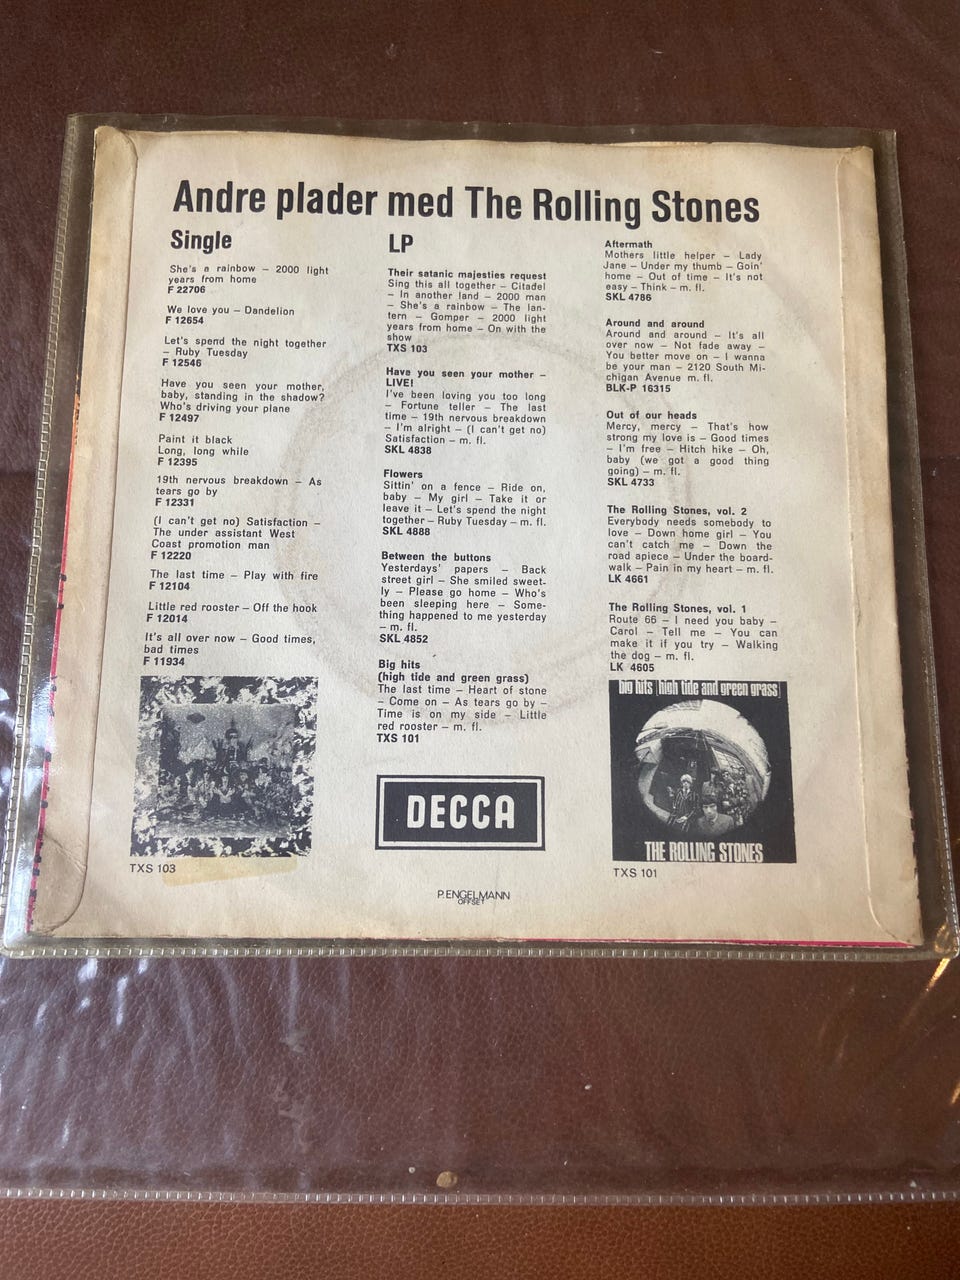 Andre plader med The Rolling Stones
Single
She's a rainbow – 2000 light
years from home
F 22706
We love you – Dandelion
F 12654
Let's spend the night together
– Ruby Tuesday
F 12546
Have you seen your mother,
baby, standing in the shadow?
Who's driving your plane
F 12497
Paint it black
Long, long while
F 12395
19th nervous breakdown – As
tears go by
F 12331
(I can't get no) Satisfaction –
The under assistant West
Coast promotion man
F 12220
The last time – Play with fire
F 12104
Little red rooster – Off the hook
F 12014
It's all over now – Good times,
bad times
F 11934
TXS 103
LP
Their satanic majesties request
Sing this all together – Citadel
– In another land – 2000 man
– She's a rainbow – The lan-
tern – Gomper – 2000 light
years from home – On with the
show
TXS 103
Have you seen your mother –
LIVE!
I've been loving you too long
– Fortune teller – The last
time – 19th nervous breakdown
– I'm alright – (I can't get no)
Satisfaction – m. fl.
SKL 4838
Flowers
Sittin' on a fence – Ride on,
baby – My girl – Take it or
leave it – Let's spend the night
together – Ruby Tuesday – m. fl.
SKL 4888
Between the buttons
Yesterdays' papers – Back
street girl – She smiled sweet-
ly – Please go home – Who's
been sleeping here – Some-
thing happened to me yesterday
– m. fl.
SKL 4852
Big hits
(high tide and green grass)
The last time – Heart of stone
– Come on – As tears go by –
Time is on my side – Little
red rooster – m. fl.
TXS 101
DECCA
P. ENGELMANN
OFFSET
Aftermath
Mothers little helper – Lady
Jane – Under my thumb – Goin'
home – Out of time – It's not
easy – Think – m. fl.
SKL 4786
Around and around
Around and around – It's all
over now – Not fade away –
You better move on – I wanna
be your man – 2120 South Mi-
chigan Avenue m. fl.
BLK-P 16315
Out of our heads
Mercy, mercy – That's how
strong my love is – Good times
– I'm free – Hitch hike – Oh,
baby (we got a good thing
going) – m. fl.
SKL 4733
The Rolling Stones, vol. 2
Everybody needs somebody to
love – Down home girl – You
can't catch me – Down the
road apiece – Under the board-
walk – Pain in my heart – m. fl.
LK 4661
The Rolling Stones, vol. 1
Route 66 – I need you baby –
Carol – Tell me – You can
make it if you try – Walking
the dog – m. fl.
LK 4605
big hits [high tide and green grass]
THE ROLLING STONES
TXS 101